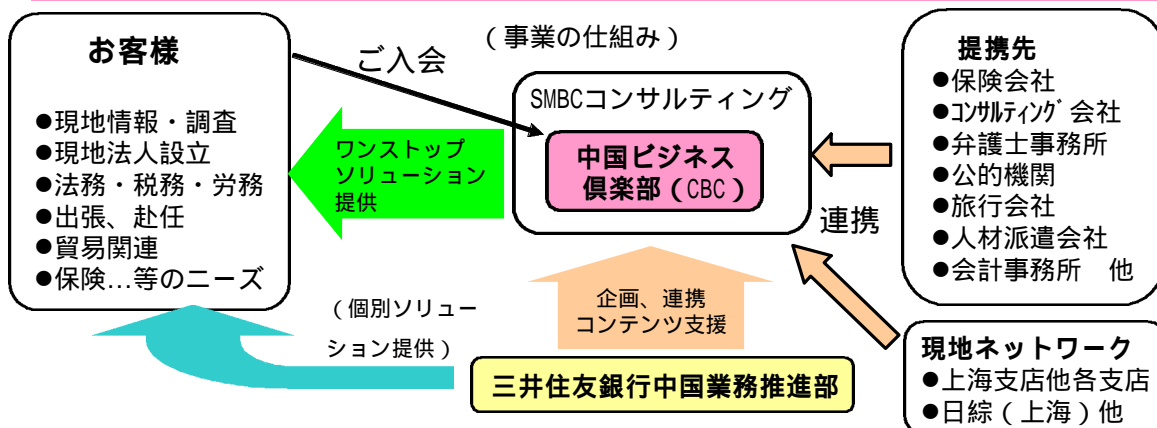 (事業の仕組み)
お客様
●現地情報・調査
●現地法人設立
●法務・税務・労務
●出張、赴任
●貿易関連
●保険…等のニーズ
ご入会
ワンストップ
ソリューション
提供
SMBCコンサルティング
中国ビジネス
倶楽部(CBC)
提携先
●保険会社
●コンサルティング会社
●弁護士事務所
●公的機関
●旅行会社
●人材派遣会社
●会計事務所 他
連携
企画、連携
コンテンツ支援
(個別ソリュー
ション提供)
三井住友銀行中国業務推進部
現地ネットワーク
●上海支店他各支店
●日綜(上海)他